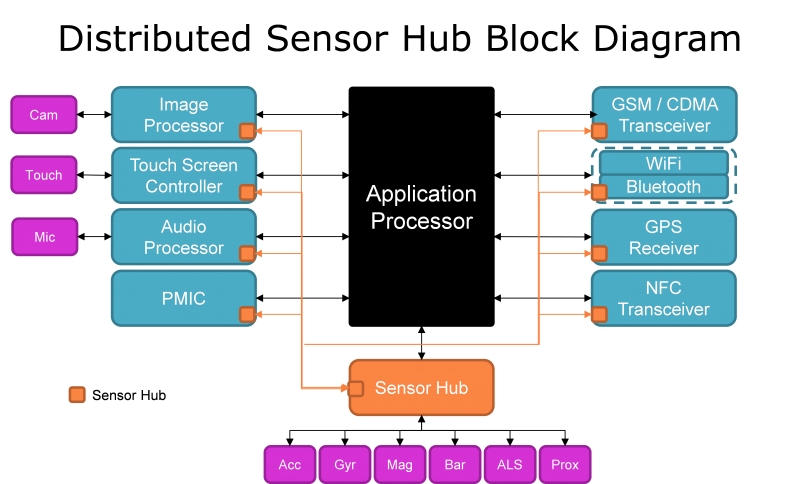 Distributed Sensor Hub Block Diagram
Cam
Image
Processor
GSM / CDMA
Transceiver
Touch
Touch Screen
Controller
Application
Processor
WiFi
Bluetooth
Mic
Audio
Processor
GPS
Receiver
PMIC
NFC
Transceiver
Sensor Hub
Sensor Hub
Acc
Gyr
Mag
Bar
ALS
Prox